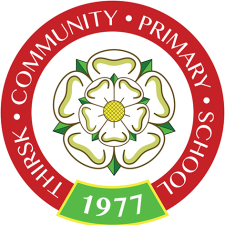 THIRSK • COMMUNITY • PRIMARY • SCHOOL
1977